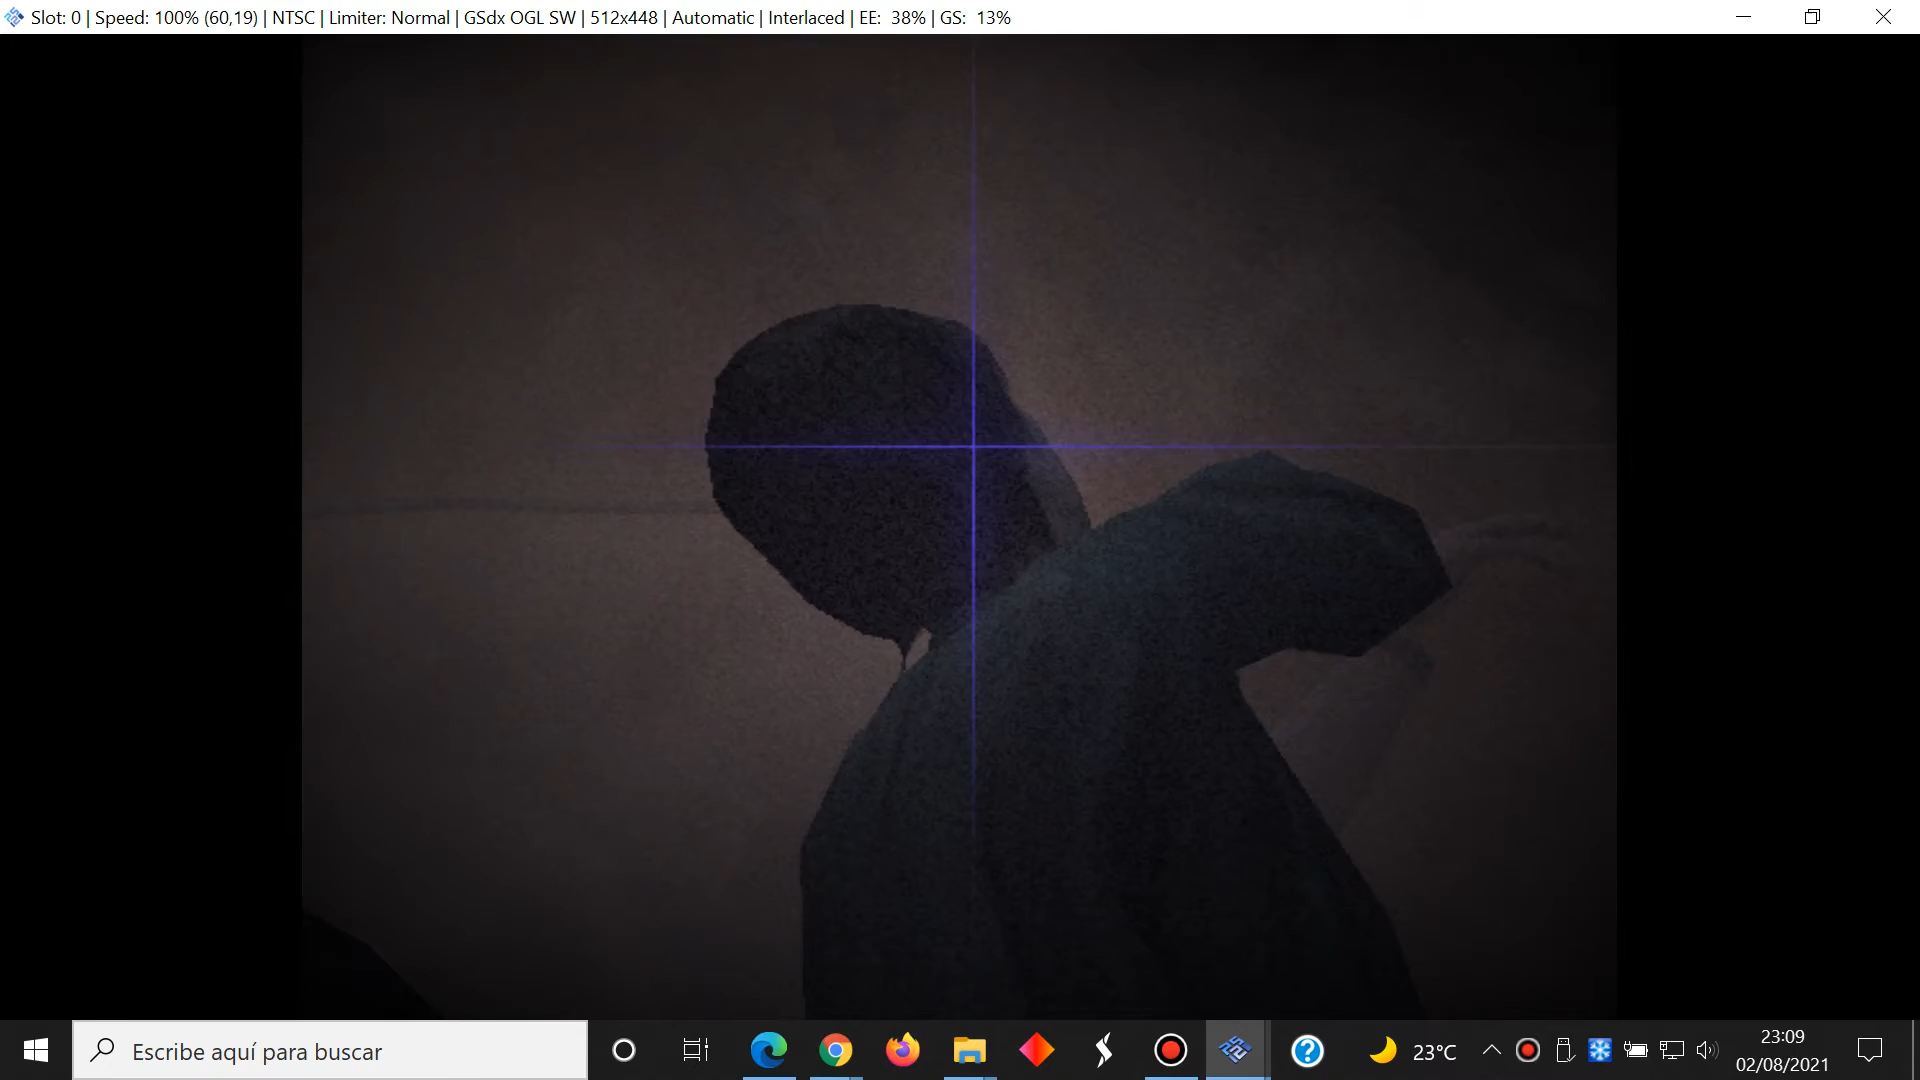 Slot: 0 | Speed: 100% (60,19) | NTSC | Limiter: Normal | GSdx OGL SW | 512x448 | Automatic | Interlaced | EE:  38% | GS:  13%
Escribe aquí para buscar
23°C
23:09
02/08/2021